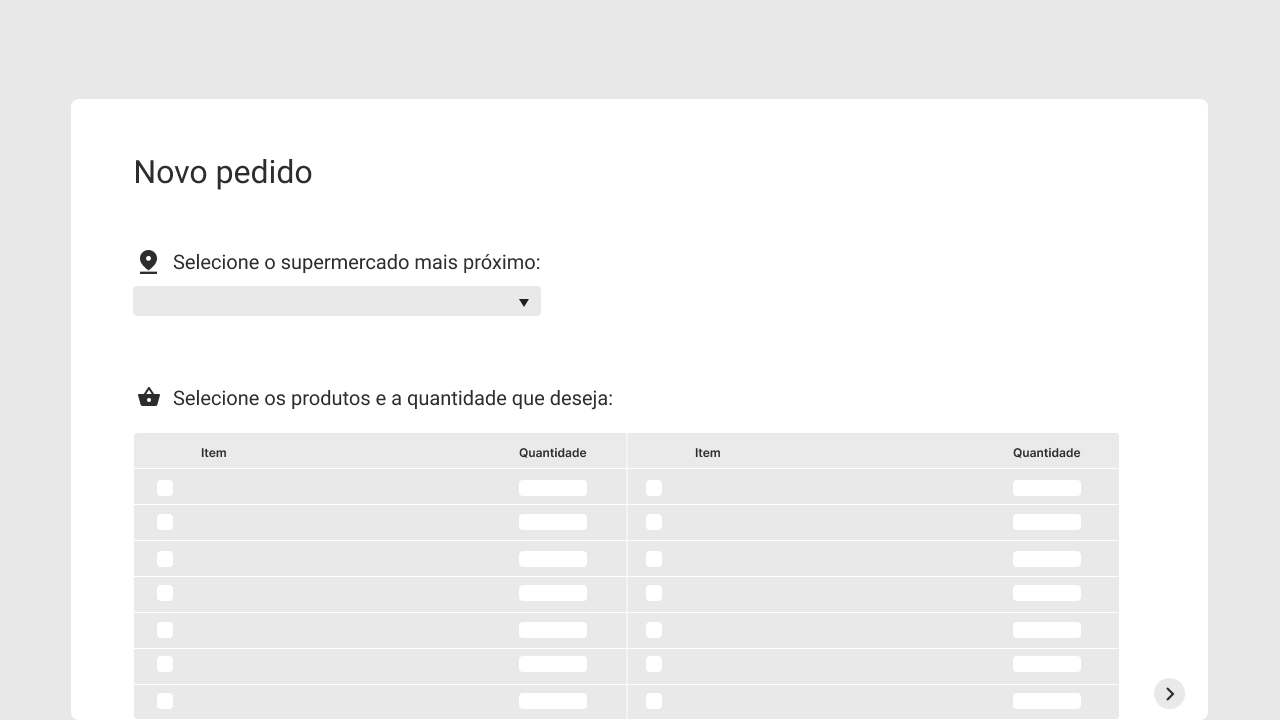 Novo pedido
Selecione o supermercado mais próximo:
Selecione os produtos e a quantidade que deseja:
Item Quantidade Item Quantidade